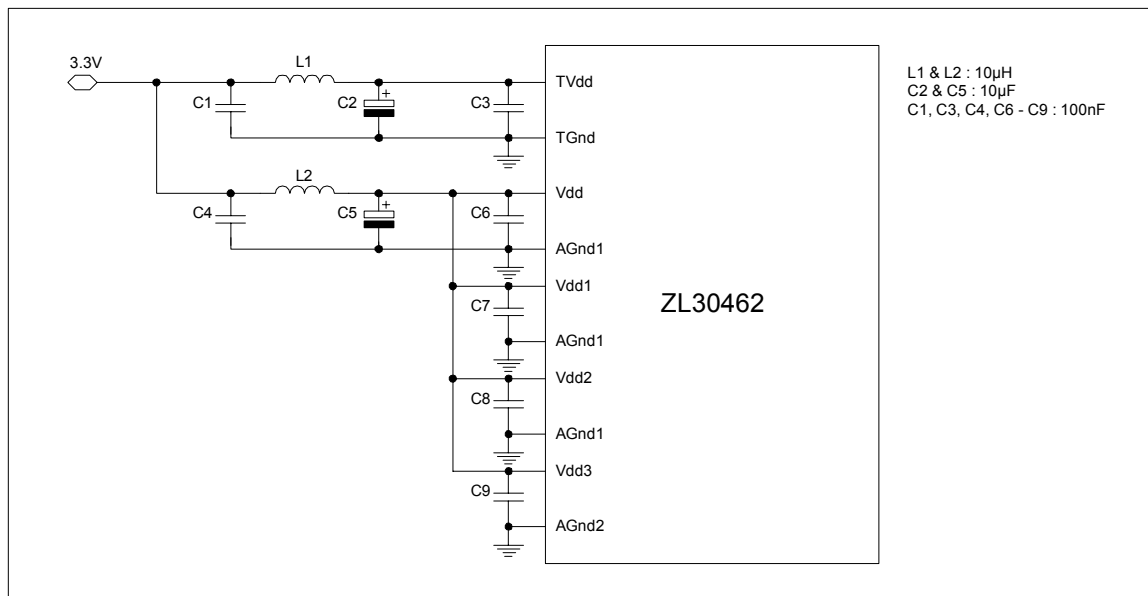 3.3V
L1
TVdd
C1
C2
+
C3
TGnd
L2
Vdd
C4
C5
+
C6
AGnd1
Vdd1
C7
AGnd1
Vdd2
C8
AGnd1
Vdd3
C9
AGnd2
ZL30462
L1 & L2 : 10µH
C2 & C5 : 10µF
C1, C3, C4, C6 - C9 : 100nF